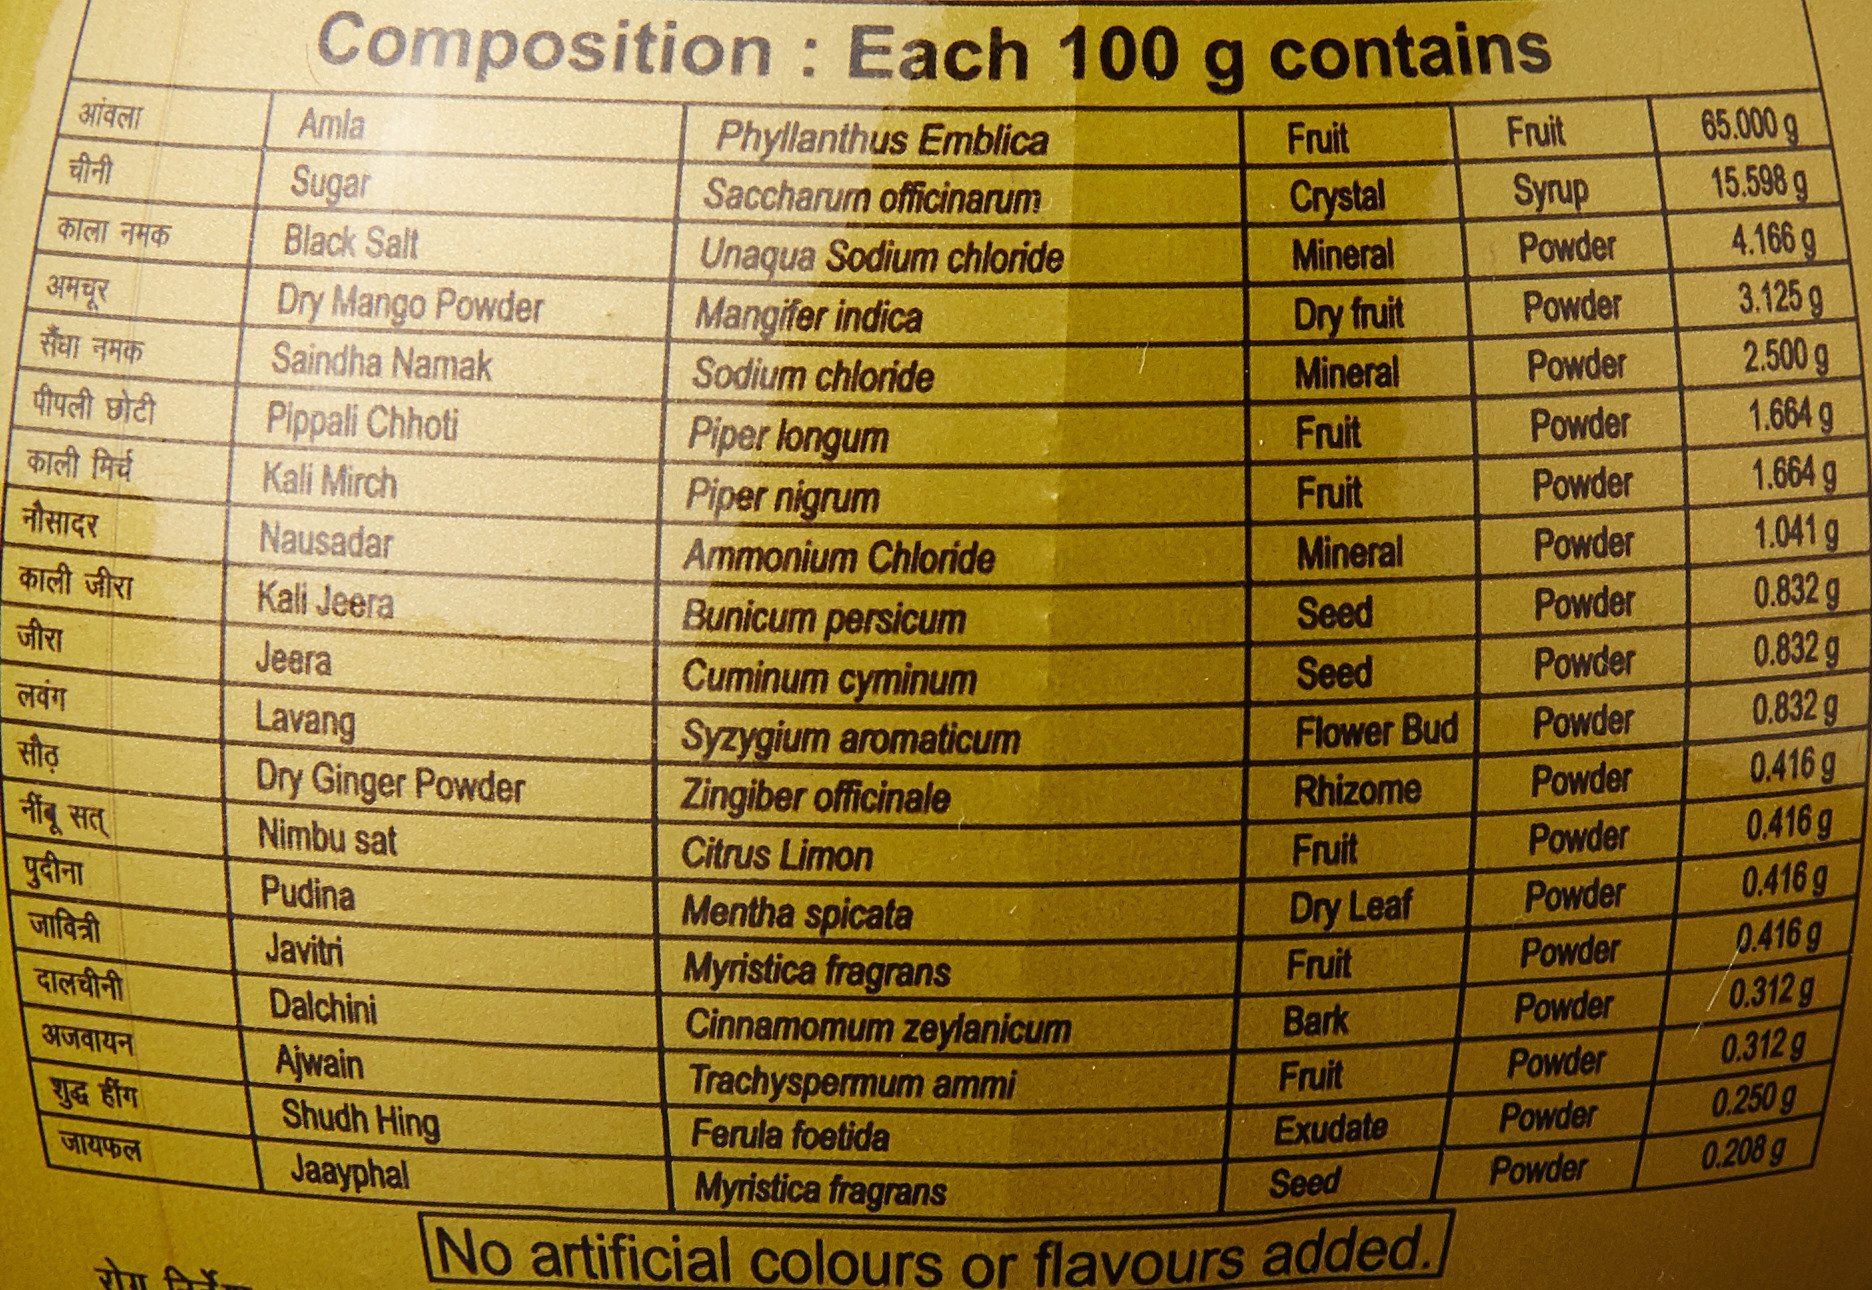 Composition : Each 100 g contains
आंवला Amla Phyllanthus Emblica Fruit Fruit 65.000 g
चीनी Sugar Saccharum officinarum Crystal Syrup 15.598 g
काला नमक Black Salt Unaqua Sodium chloride Mineral Powder 4.166 g
अमचूर Dry Mango Powder Mangifer indica Dry fruit Powder 3.125 g
सैंधा नमक Saindha Namak Sodium chloride Mineral Powder 2.500 g
पीपली छोटी Pippali Chhoti Piper longum Fruit Powder 1.664 g
काली मिर्च Kali Mirch Piper nigrum Fruit Powder 1.664 g
नौसादर Nausadar Ammonium Chloride Mineral Powder 1.041 g
काली जीरा Kali Jeera Bunicum persicum Seed Powder 0.832 g
जीरा Jeera Cuminum cyminum Seed Powder 0.832 g
लवंग Lavang Syzygium aromaticum Flower Bud Powder 0.832 g
सौठ Dry Ginger Powder Zingiber officinale Rhizome Powder 0.416 g
नींबू सत् Nimbu sat Citrus Limon Fruit Powder 0.416 g
पुदीना Pudina Mentha spicata Dry Leaf Powder 0.416 g
जावित्री Javitri Myristica fragrans Fruit Powder 0.416 g
दालचीनी Dalchini Cinnamomum zeylanicum Bark Powder 0.312 g
अजवायन Ajwain Trachyspermum ammi Fruit Powder 0.312 g
शुद्ध हींग Shudh Hing Ferula foetida Exudate Powder 0.250 g
जायफल Jaayphal Myristica fragrans Seed Powder 0.208 g
No artificial colours or flavours added.
रोग